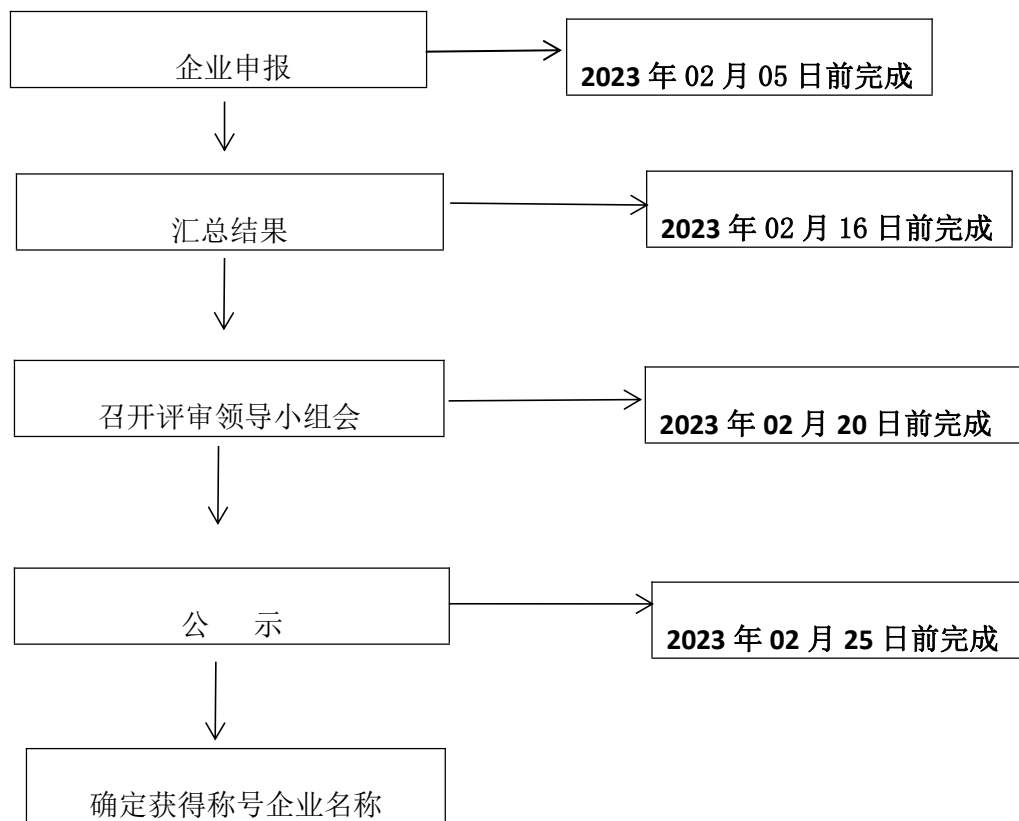 企业申报
2023 年 02 月 05 日前完成
汇总结果
2023 年 02 月 16 日前完成
召开评审领导小组会
2023 年 02 月 20 日前完成
公 示
2023 年 02 月 25 日前完成
确定获得称号企业名称